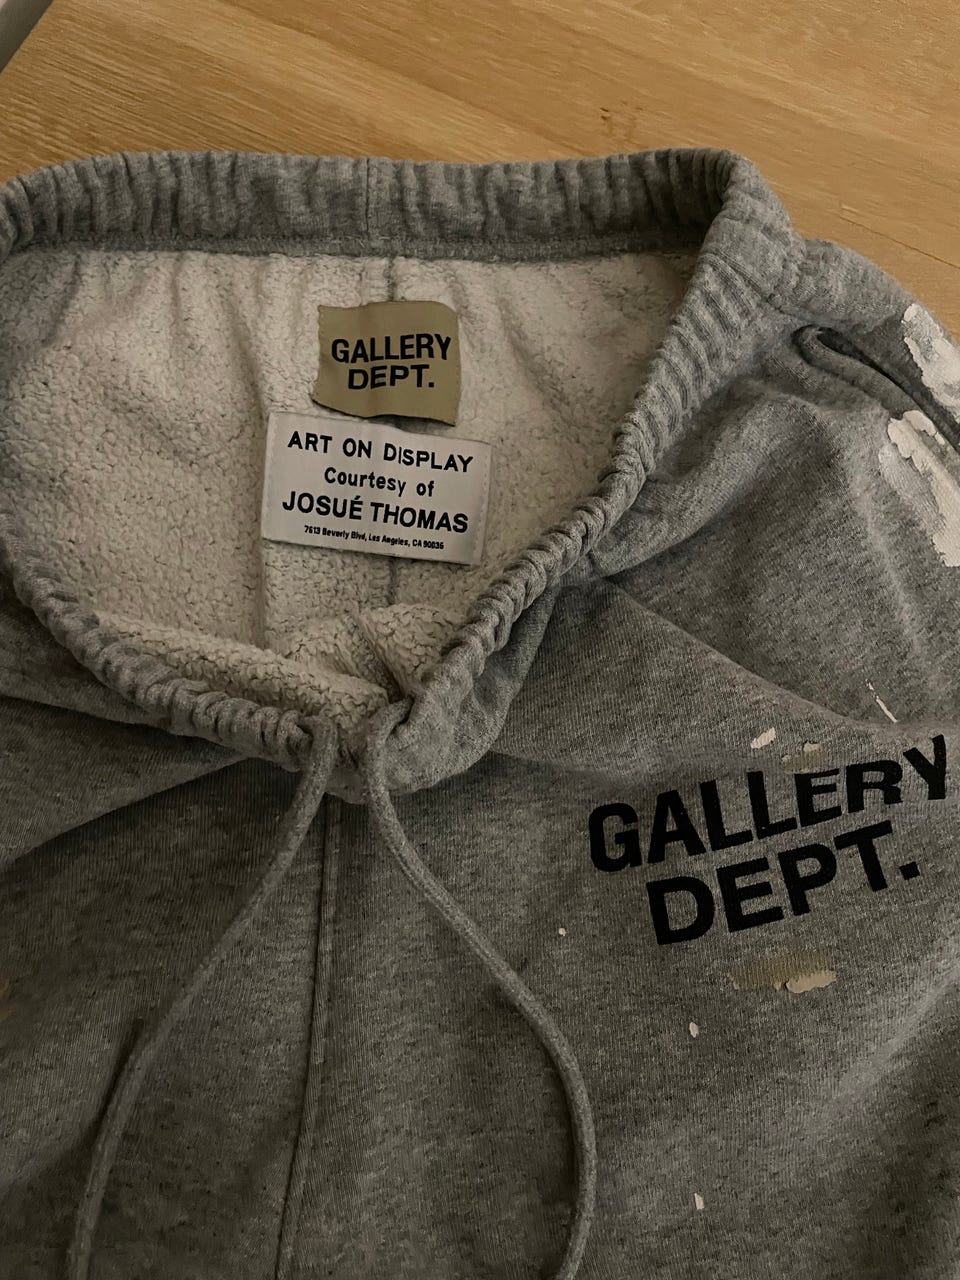 GALLERY
DEPT.
ART ON DISPLAY
Courtesy of
JOSUÉ THOMAS
7613 Beverly Blvd, Los Angeles, CA 90036
GALLERY
DEPT.